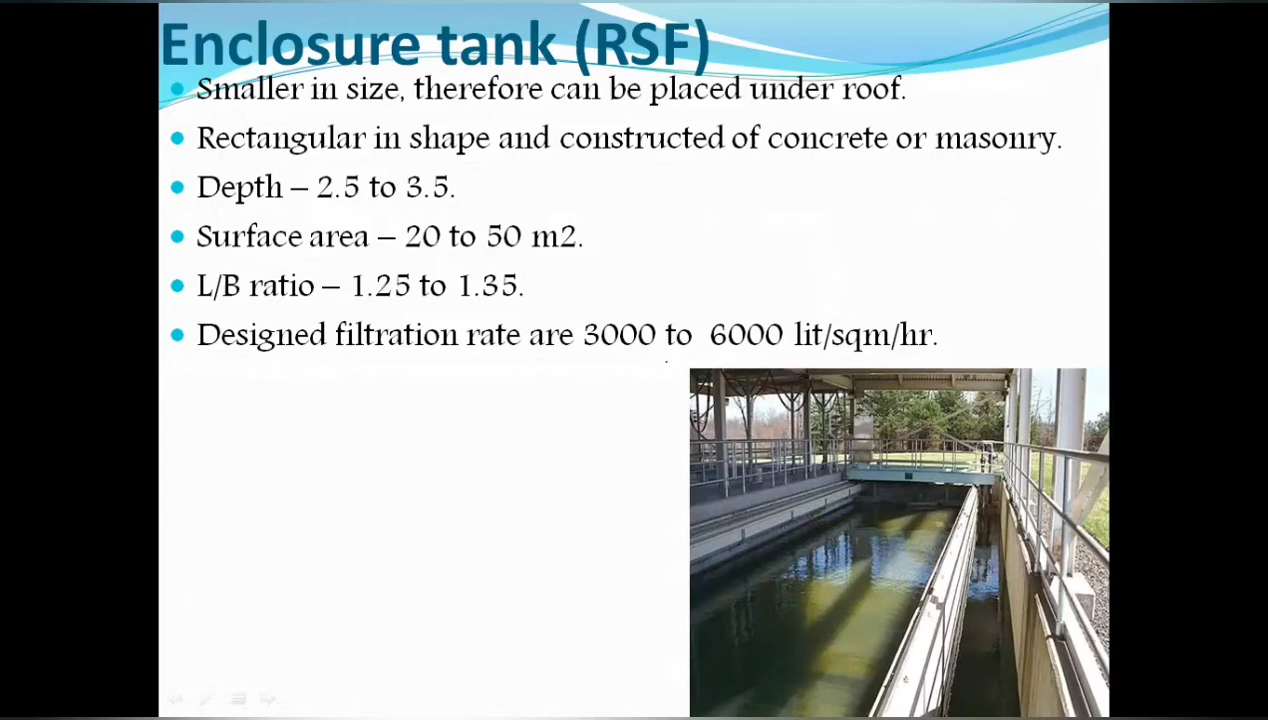 Enclosure tank (RSF)
Smaller in size, therefore can be placed under roof.
Rectangular in shape and constructed of concrete or masonry.
Depth – 2.5 to 3.5.
Surface area – 20 to 50 m2.
L/B ratio – 1.25 to 1.35.
Designed filtration rate are 3000 to 6000 lit/sqm/hr.